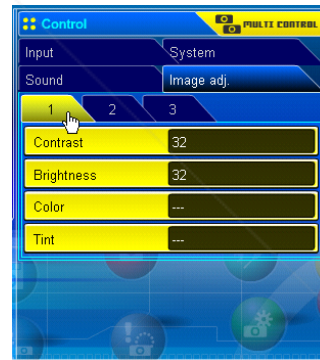 Control MULTI CONTROL
Input System
Sound Image adj.
1 2 3
Contrast 32
Brightness 32
Color ---
Tint ---